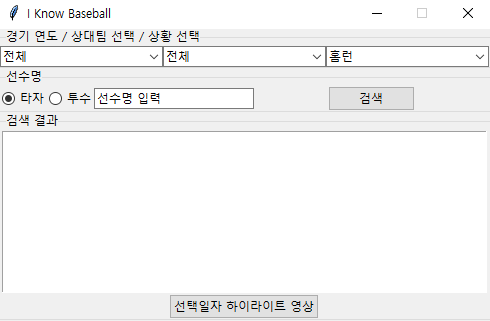 I Know Baseball
경기 연도 / 상대팀 선택 / 상황 선택
전체 전체 홈런
선수명
타자 투수 선수명 입력 검색
검색 결과
선택일자 하이라이트 영상